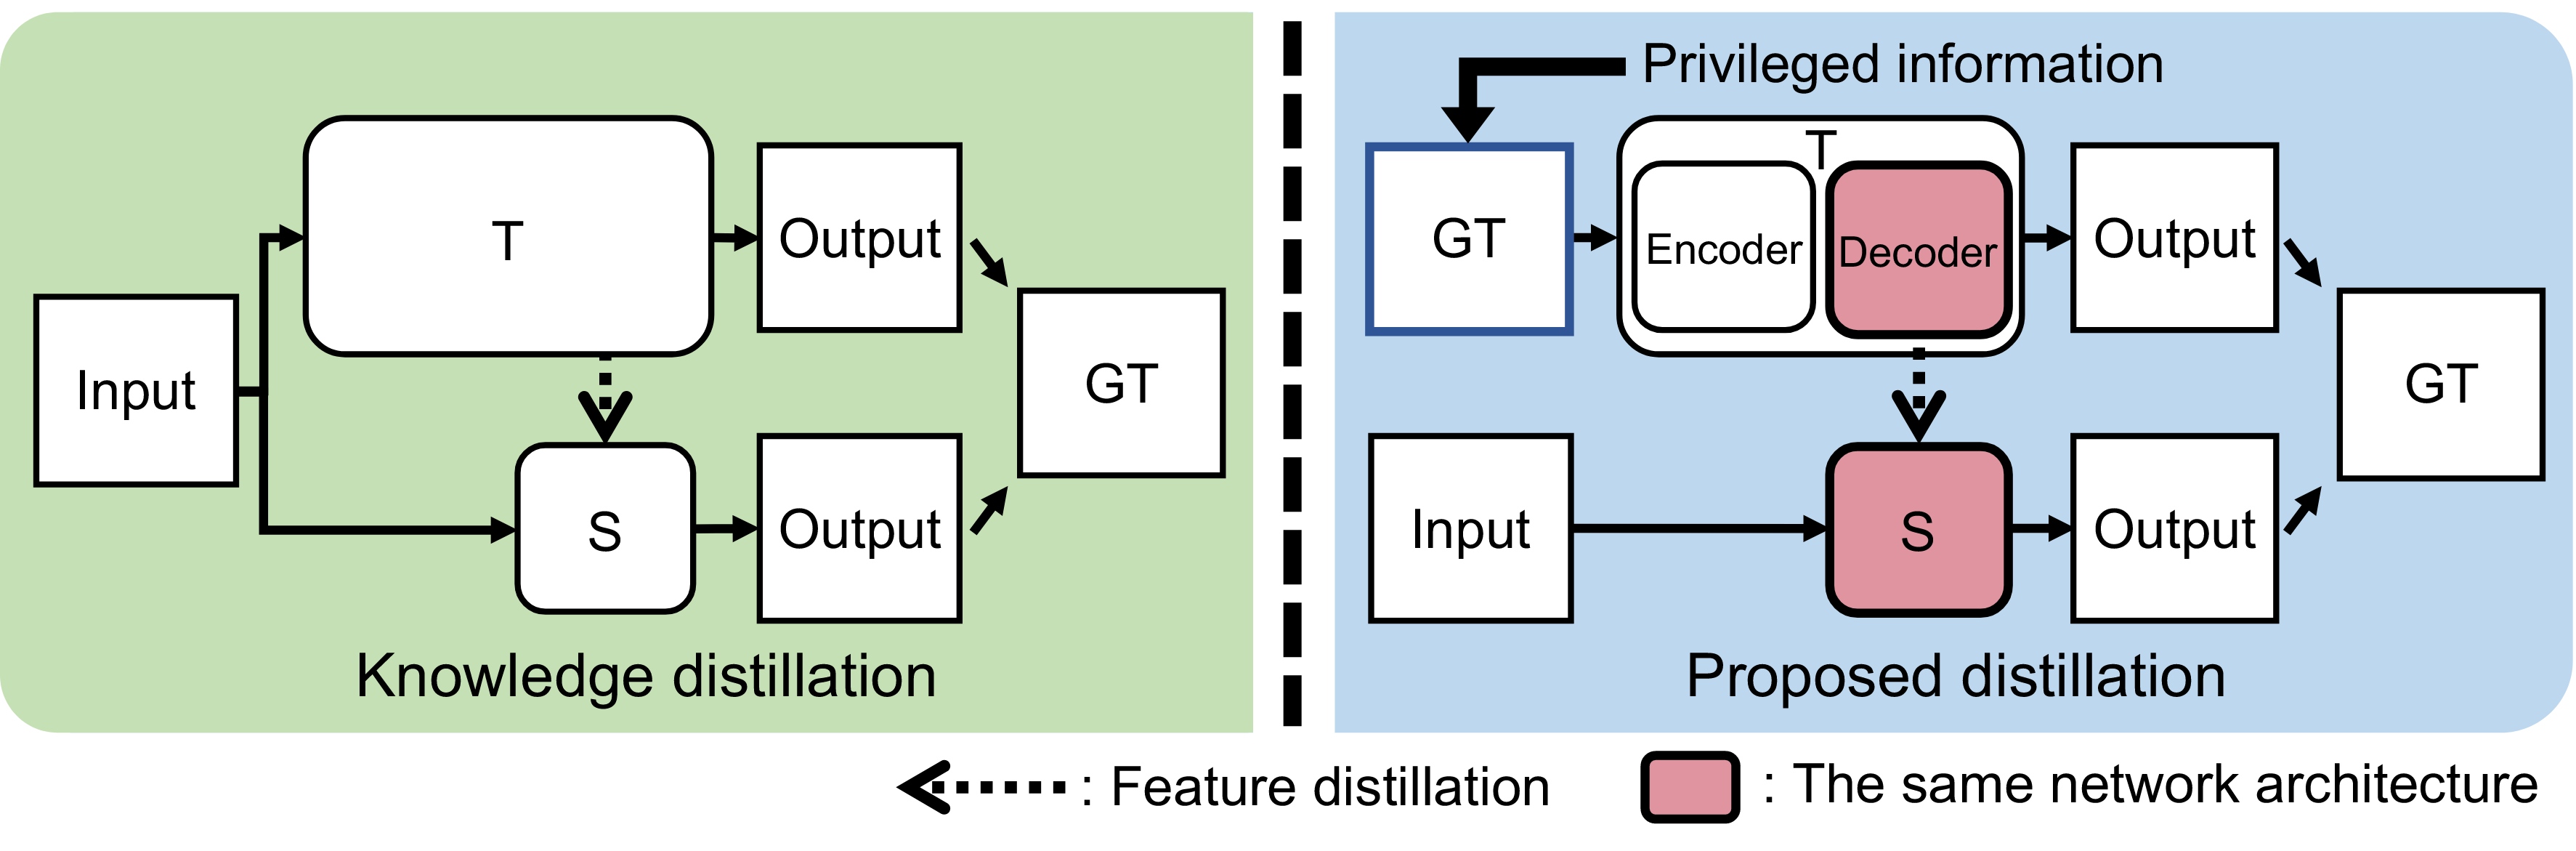 T
Output
Input
GT
S
Output
Knowledge distillation
Privileged information
T
GT
Encoder
Decoder
Output
GT
Input
S
Output
Proposed distillation
: Feature distillation
: The same network architecture